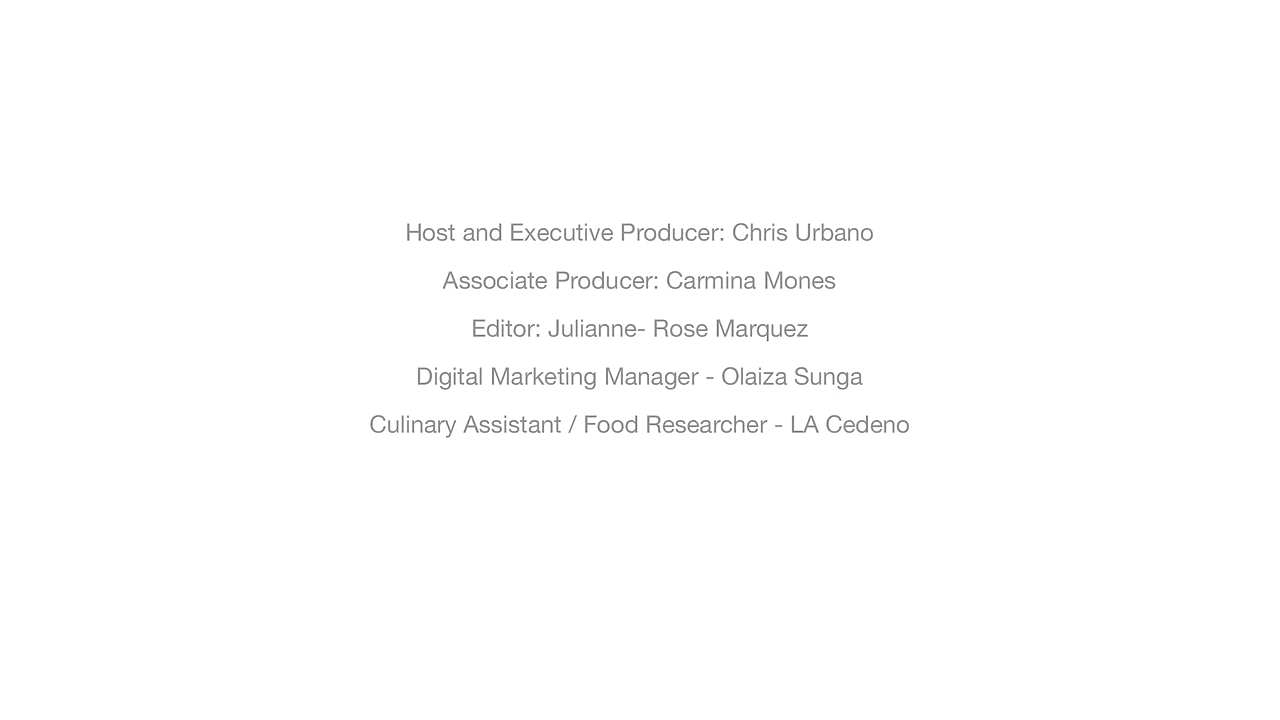 Host and Executive Producer: Chris Urbano
Associate Producer: Carmina Mones
Editor: Julianne- Rose Marquez
Digital Marketing Manager - Olaiza Sunga
Culinary Assistant / Food Researcher - LA Cedeno